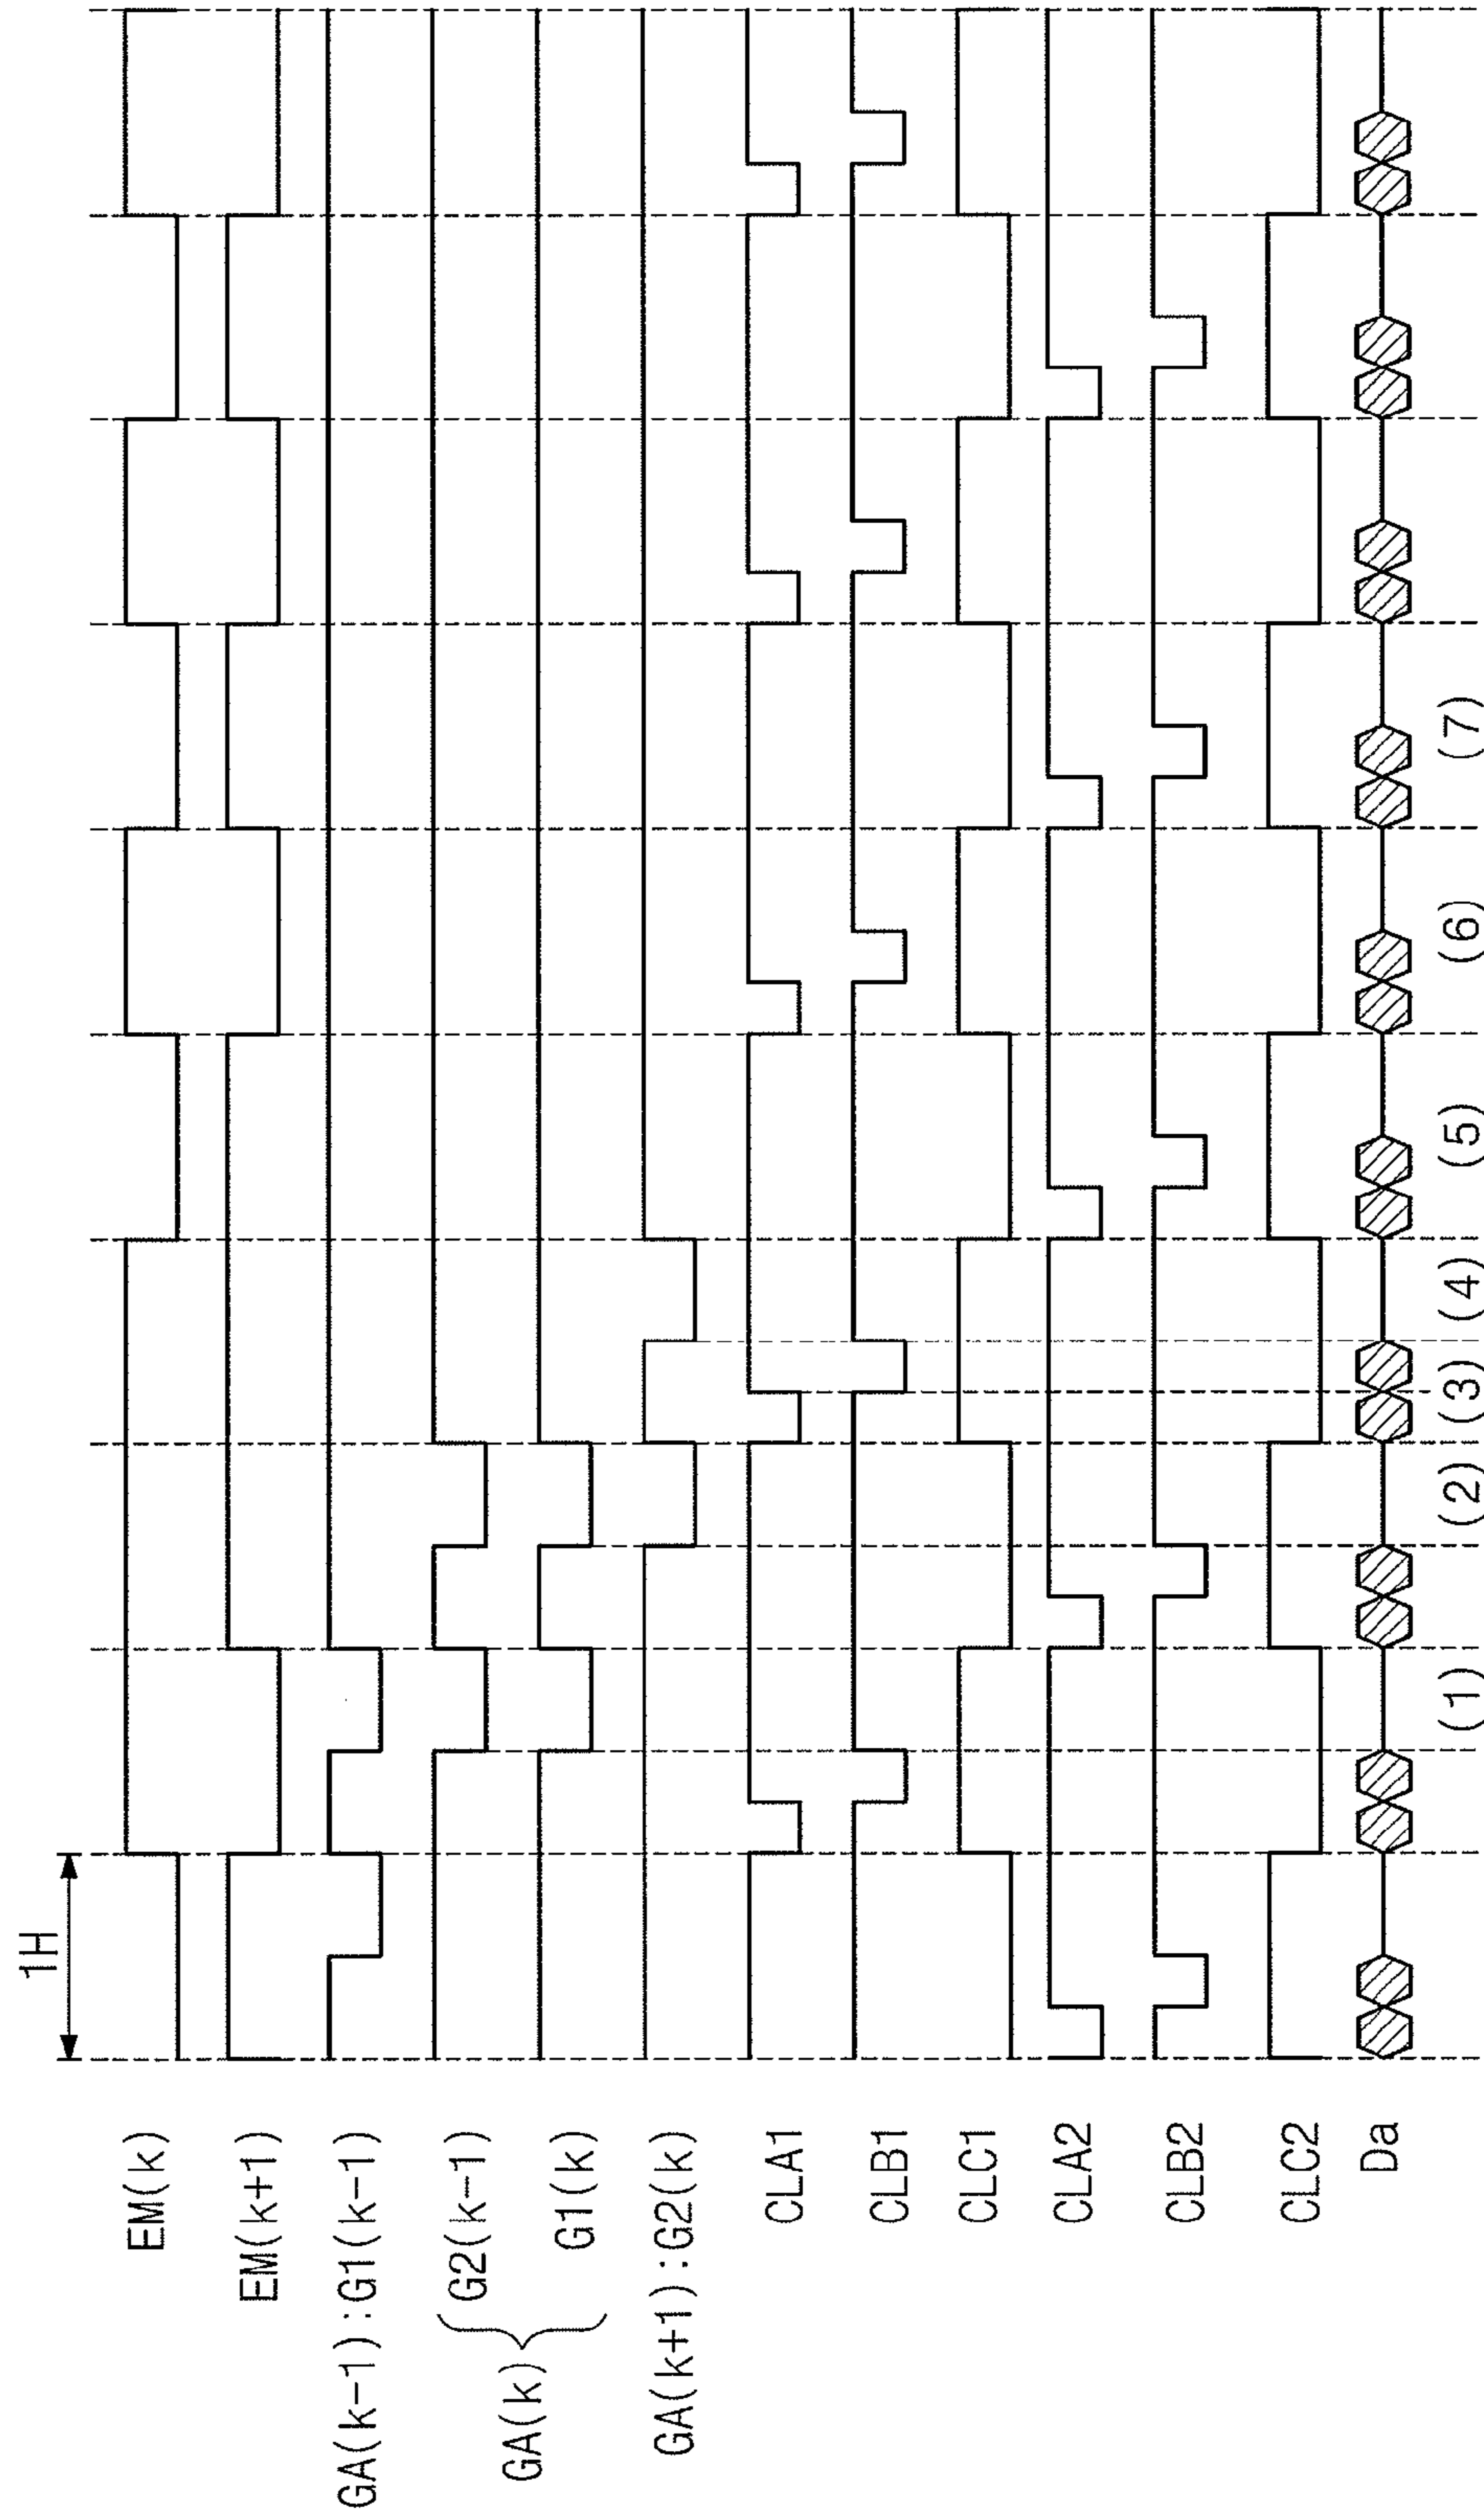 1H
EM(k)
EM(k+1)
GA(k-1):G1(k-1)
GA(k)
G2(k-1)
G1(k)
GA(k+1):G2(k)
CLA1
CLB1
CLC1
CLA2
CLB2
CLC2
Da
(1) (2) (3) (4) (5) (6) (7)